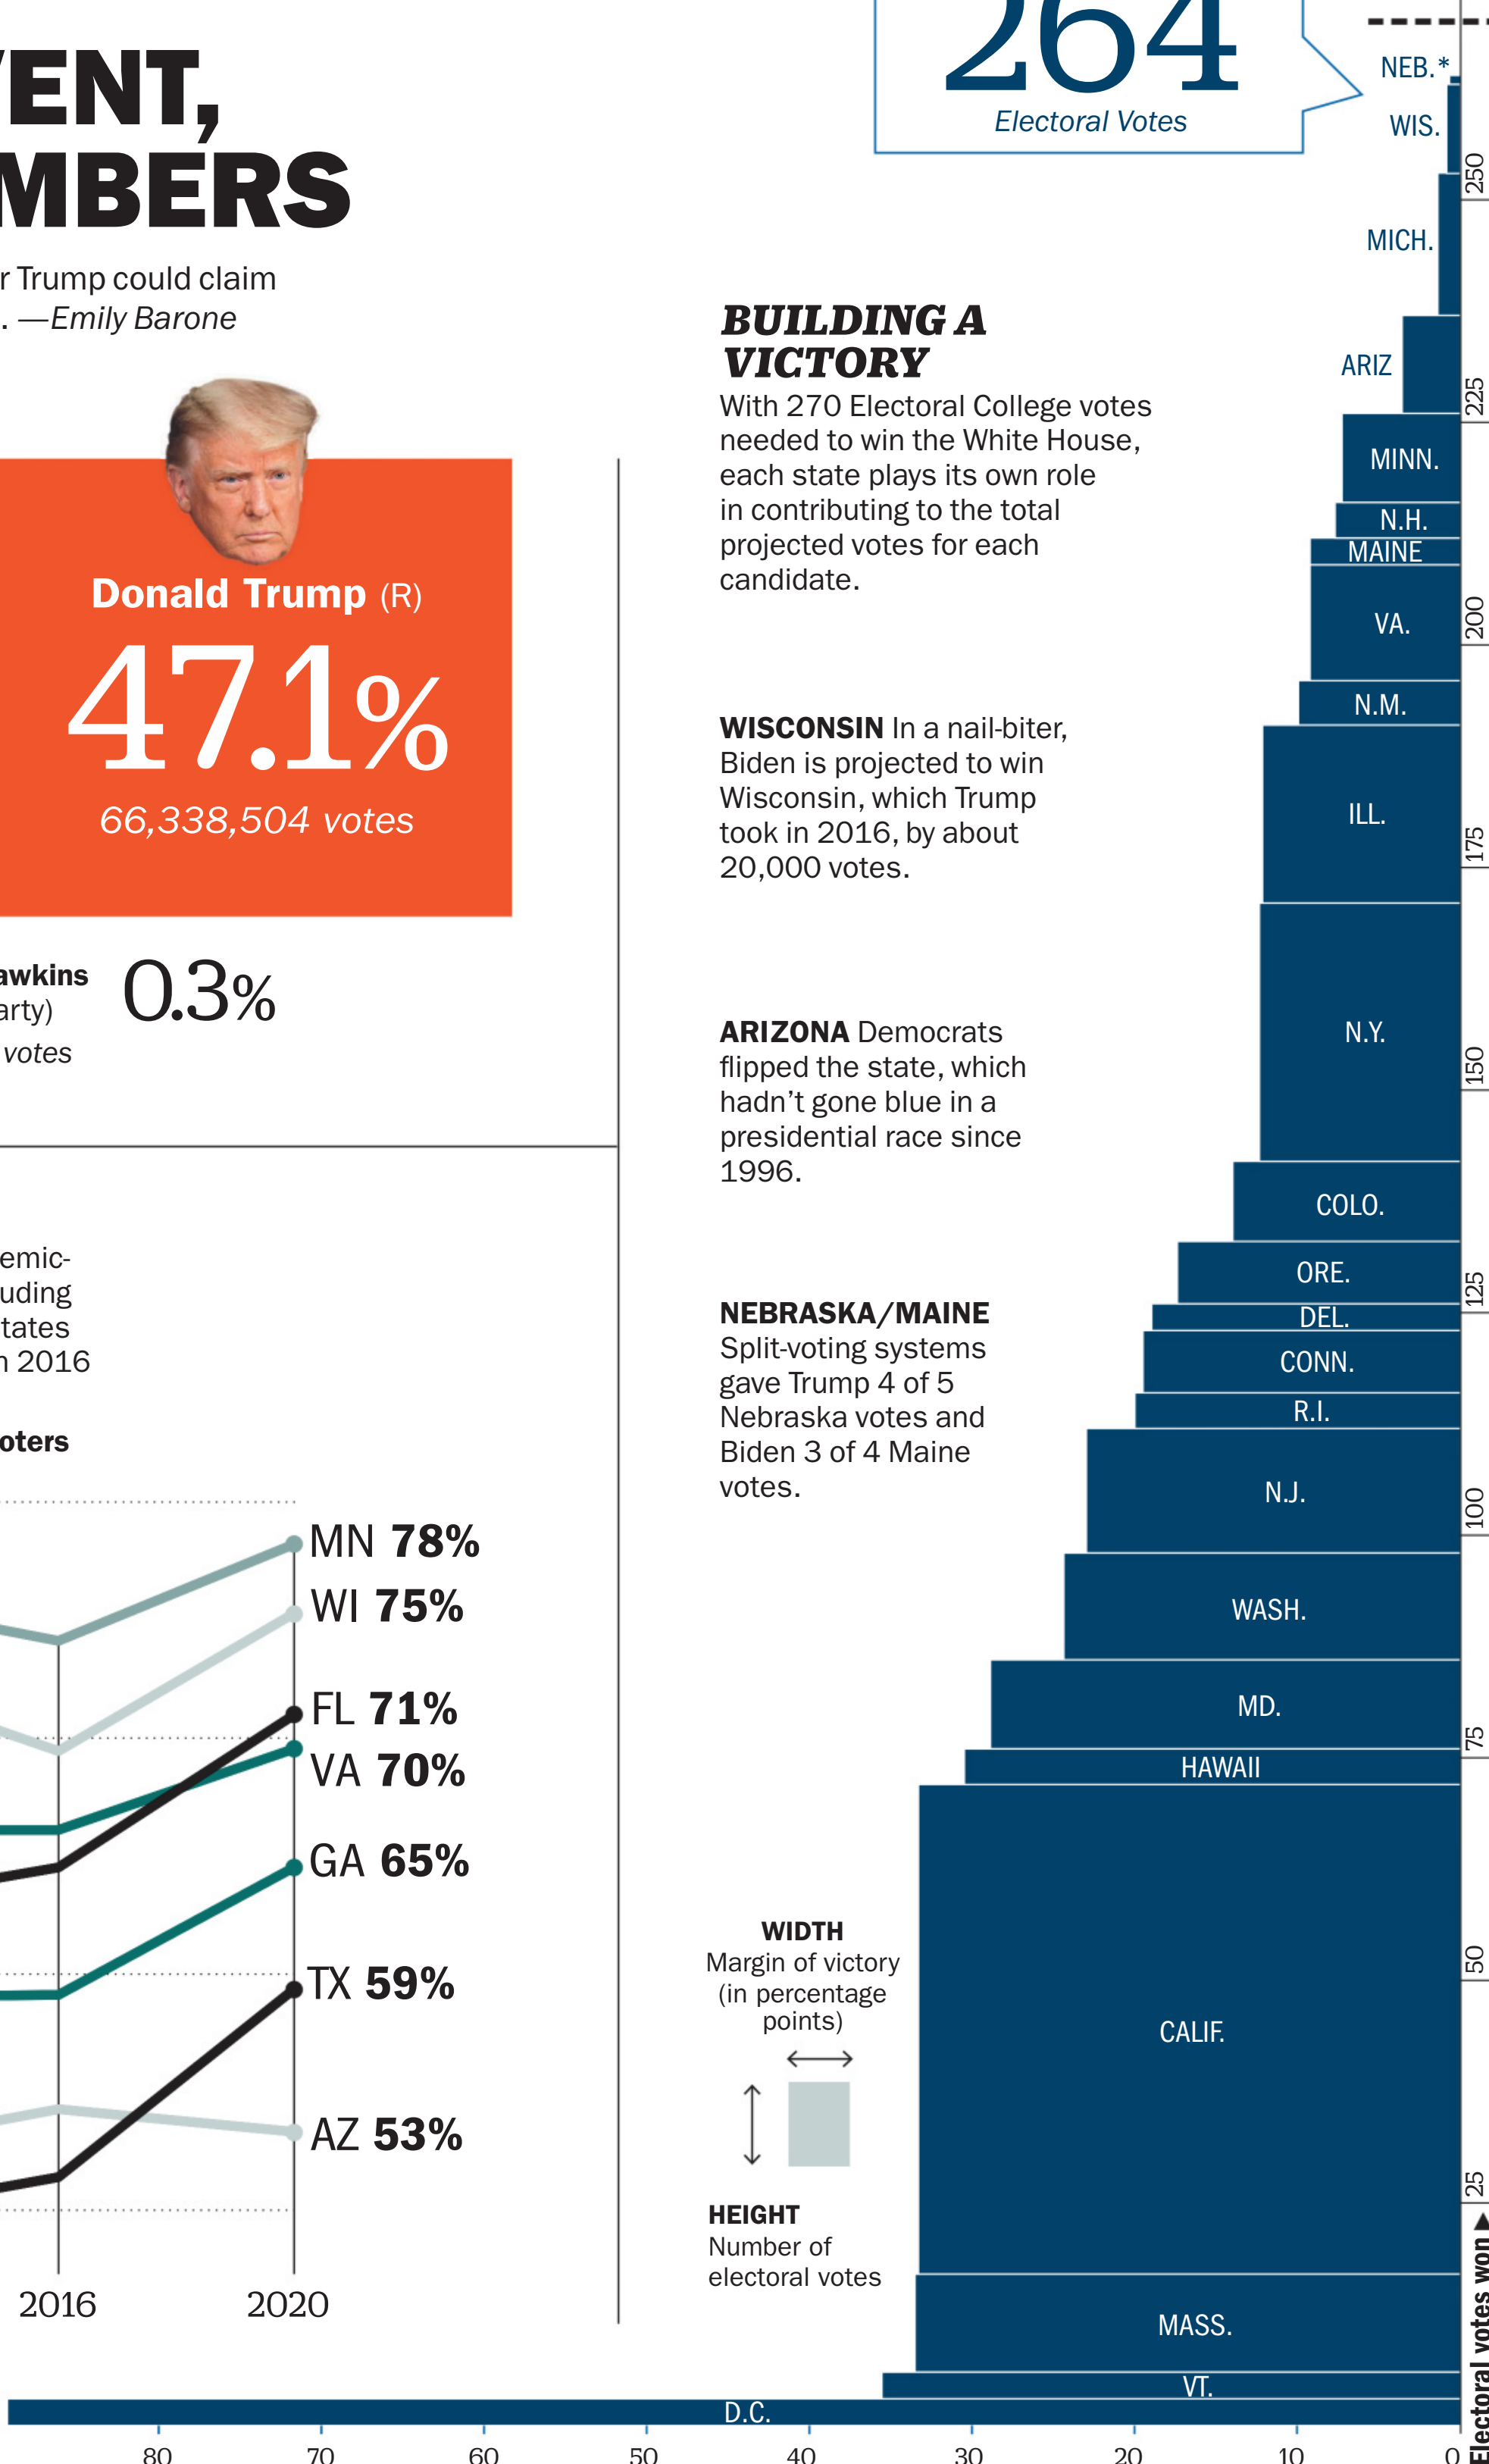 ENT,
MBERS
r Trump could claim
. —Emily Barone
Donald Trump (R)
47.1%
66,338,504 votes
awkins
arty)
votes
0.3%
emic-
uding
tates
n 2016
oters
MN 78%
WI 75%
FL 71%
VA 70%
GA 65%
TX 59%
AZ 53%
2016
2020
264
Electoral Votes
BUILDING A
VICTORY
With 270 Electoral College votes
needed to win the White House,
each state plays its own role
in contributing to the total
projected votes for each
candidate.
WISCONSIN In a nail-biter,
Biden is projected to win
Wisconsin, which Trump
took in 2016, by about
20,000 votes.
ARIZONA Democrats
flipped the state, which
hadn't gone blue in a
presidential race since
1996.
NEBRASKA/MAINE
Split-voting systems
gave Trump 4 of 5
Nebraska votes and
Biden 3 of 4 Maine
votes.
WIDTH
Margin of victory
(in percentage
points)
HEIGHT
Number of
electoral votes
NEB.*
WIS.
MICH.
ARIZ
MINN.
N.H.
MAINE
VA.
N.M.
ILL.
N.Y.
COLO.
ORE.
DEL.
CONN.
R.I.
N.J.
WASH.
MD.
HAWAII
CALIF.
MASS.
VT.
D.C.
250
225
200
175
150
125
100
75
50
25
Electoral votes won ▶
80
70
60
50
40
30
20
10
0